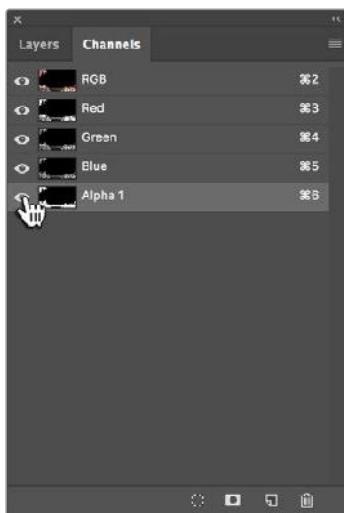 Layers Channels
RGB ⌘2
Red ⌘3
Green ⌘4
Blue ⌘5
Alpha 1 ⌘6